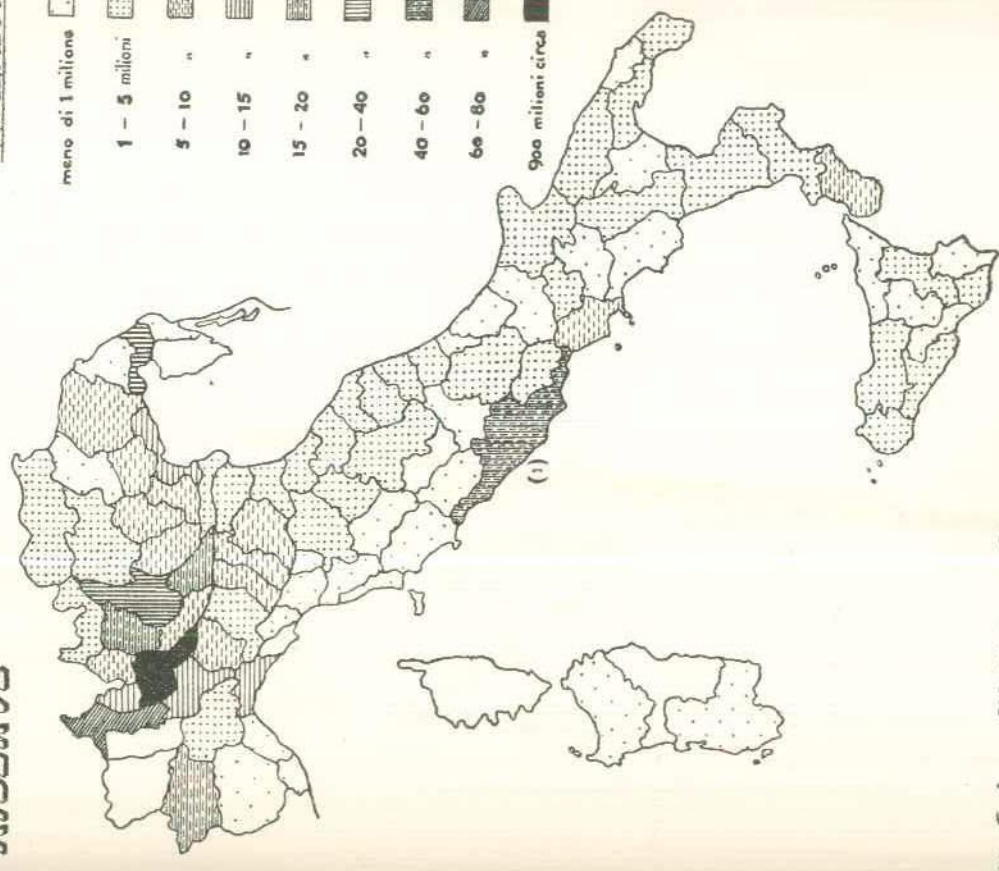 meno di 1 milione
1 – 5 milioni
5 – 10 "
10 – 15 "
15 – 20 "
20 – 40 "
40 – 60 "
60 – 80 "
900 milioni circa
(1)